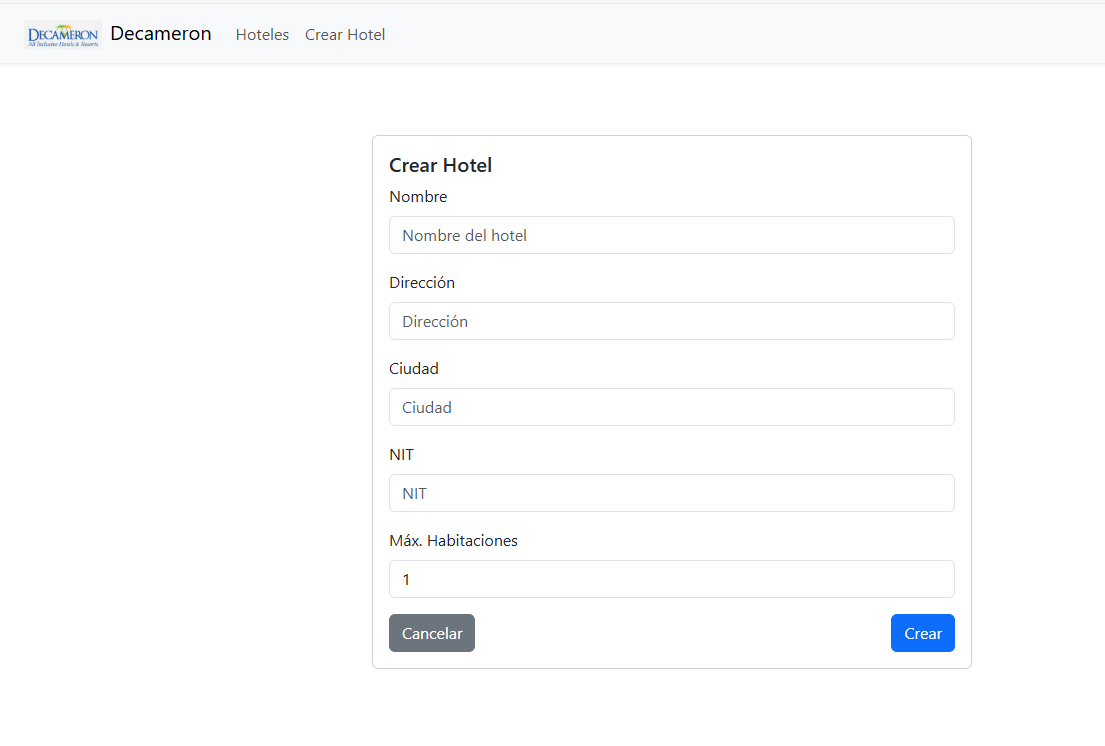 DECAMERON
All Inclusive Hotels & Resorts
Decameron Hoteles Crear Hotel
Crear Hotel
Nombre
Nombre del hotel
Dirección
Dirección
Ciudad
Ciudad
NIT
NIT
Máx. Habitaciones
1
Cancelar Crear